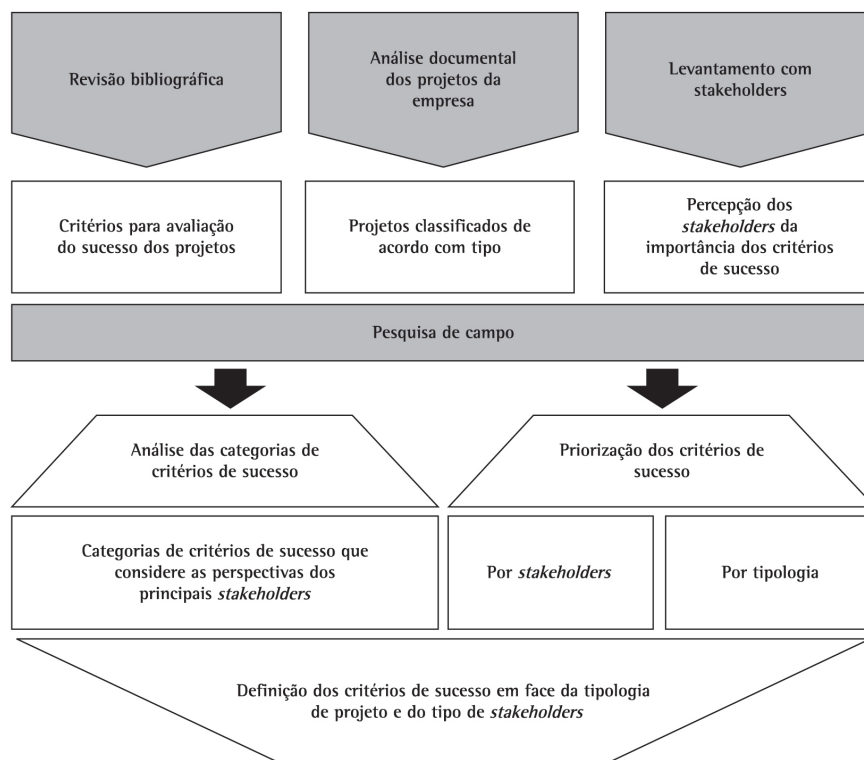 Revisão bibliográfica
Análise documental
dos projetos da
empresa
Levantamento com
stakeholders
Critérios para avaliação
do sucesso dos projetos
Projetos classificados de
acordo com tipo
Percepção dos
stakeholders da
importância dos critérios
de sucesso
Pesquisa de campo
Análise das categorias de
critérios de sucesso
Priorização dos critérios de
sucesso
Categorias de critérios de sucesso que
considere as perspectivas dos
principais stakeholders
Por stakeholders
Por tipologia
Definição dos critérios de sucesso em face da tipologia
de projeto e do tipo de stakeholders